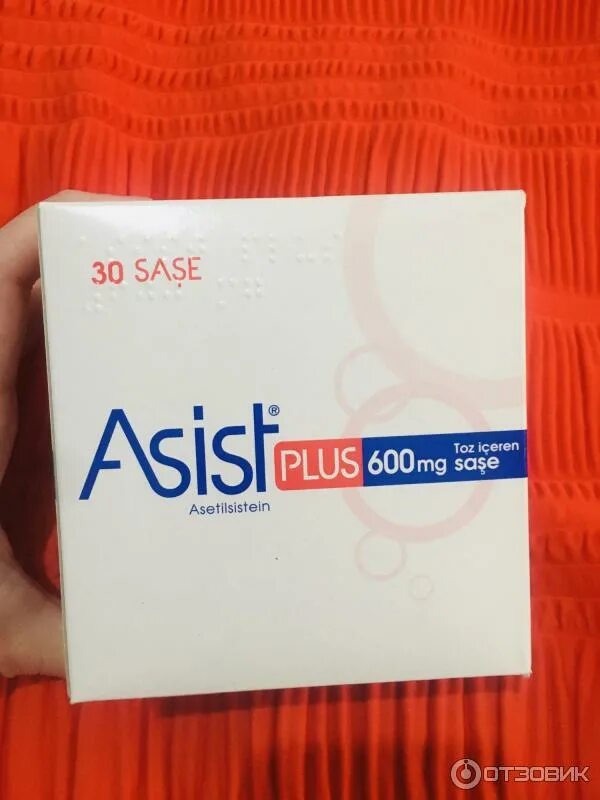 30 SAŞE
Asist® PLUS 600mg Toz içeren saşe
Asetilsistein
ОТЗОВИК